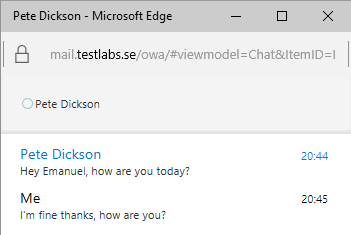 Pete Dickson - Microsoft Edge
mail.testlabs.se/owa/#viewmodel=Chat&ItemID=I
Pete Dickson
Pete Dickson 20:44
Hey Emanuel, how are you today?
Me 20:45
I'm fine thanks, how are you?